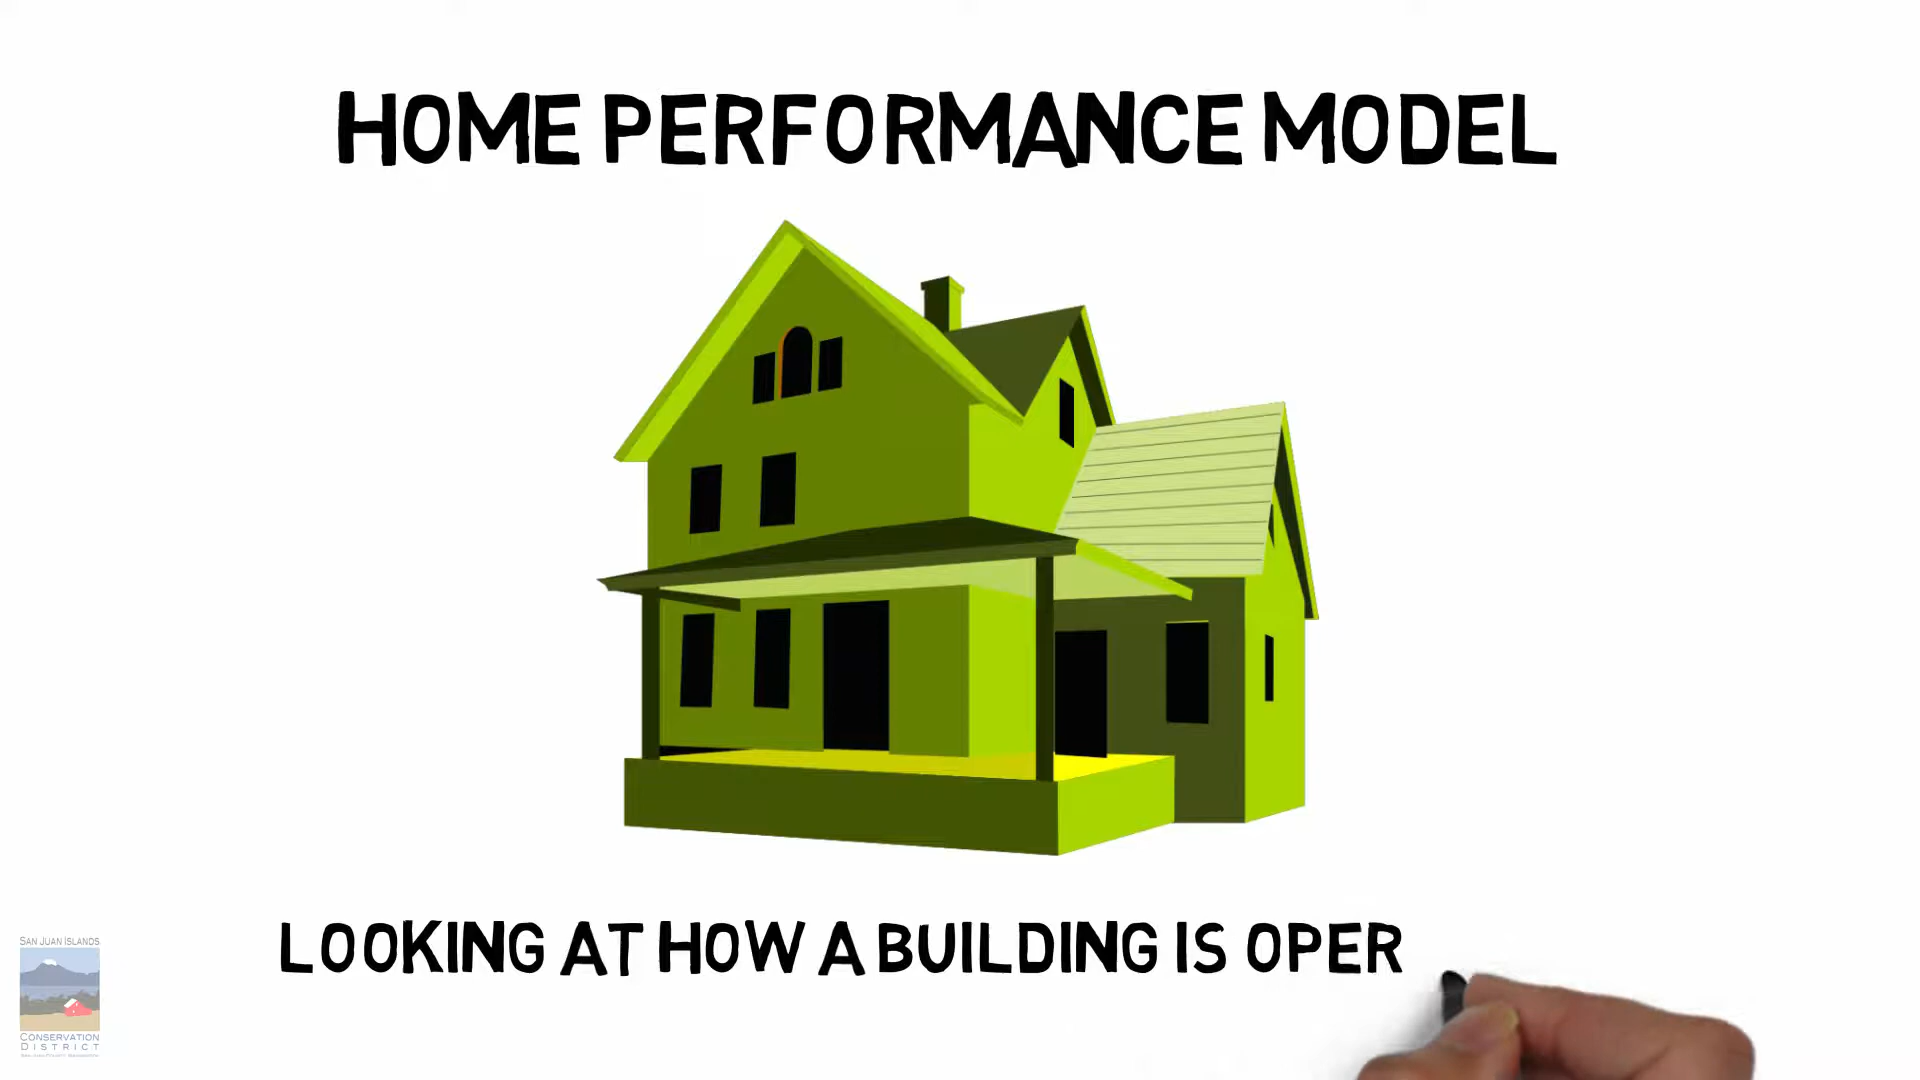 HOME PERFORMANCE MODEL
LOOKING AT HOW A BUILDING IS OPER
SAN JUAN ISLANDS
CONSERVATION
DISTRICT